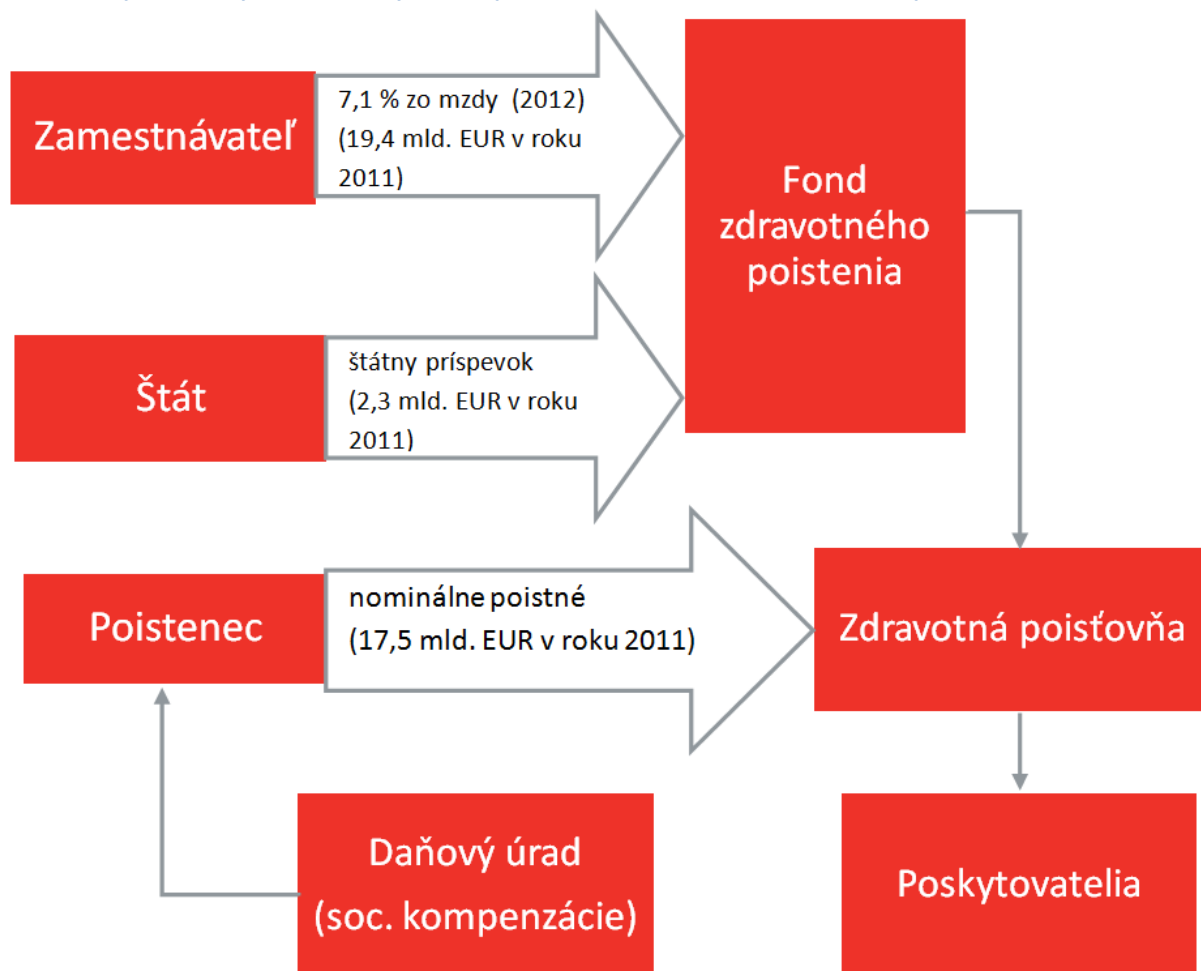 Zamestnávateľ
7,1 % zo mzdy (2012)
(19,4 mld. EUR v roku
2011)
Fond
zdravotného
poistenia
Štát
štátny príspevok
(2,3 mld. EUR v roku
2011)
Poistenec
nominálne poistné
(17,5 mld. EUR v roku 2011)
Zdravotná poisťovňa
Daňový úrad
(soc. kompenzácie)
Poskytovatelia